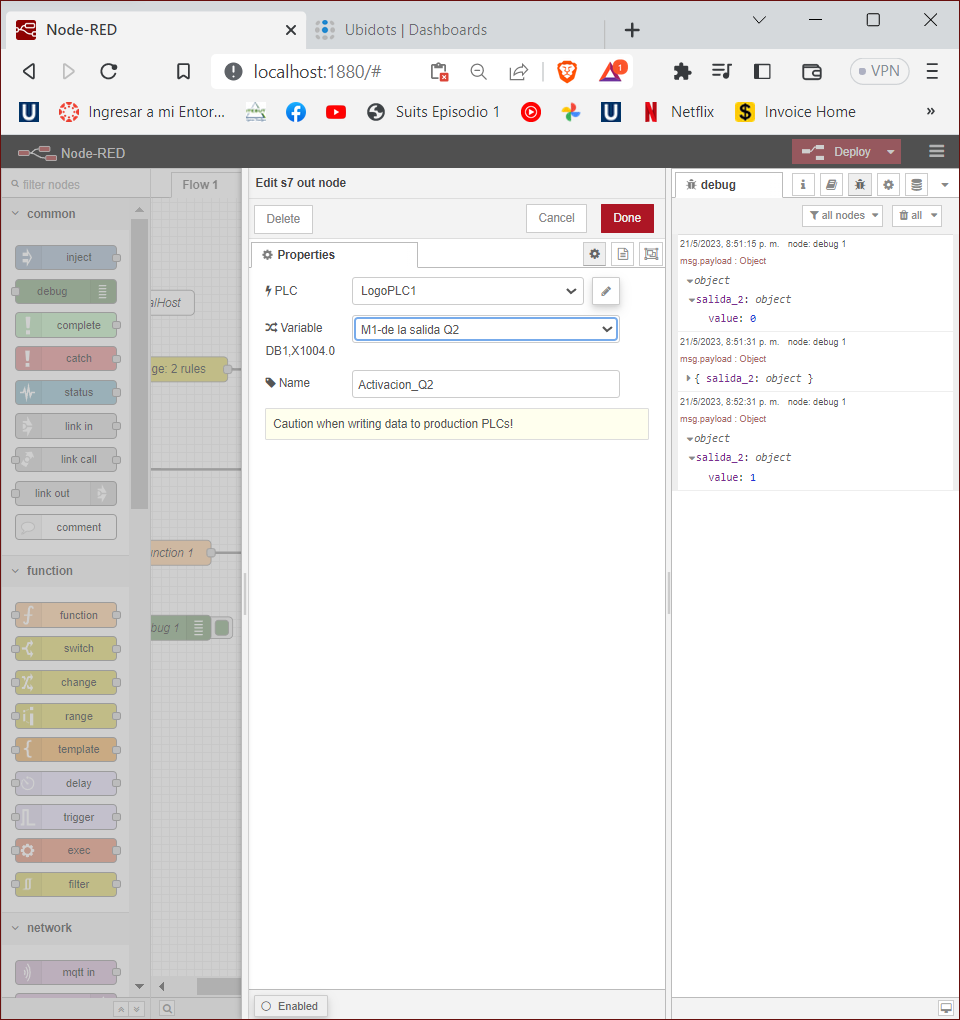 Node-RED
Ubidots | Dashboards
localhost:1880/#
1
VPN
Ingresar a mi Entor...
Suits Episodio 1
Netflix
Invoice Home
»
Node-RED
Deploy
filter nodes
common
inject
debug
complete
catch
status
link in
link call
link out
comment
function
function
switch
change
range
template
delay
trigger
exec
filter
network
mqtt in
Flow 1
alHost
ge: 2 rules
unction 1
bug 1
Edit s7 out node
Delete
Cancel
Done
Properties
PLC
LogoPLC1
Variable
M1-de la salida Q2
DB1,X1004.0
Name
Activacion_Q2
Caution when writing data to production PLCs!
Enabled
debug
all nodes
all
21/5/2023, 8:51:15 p. m. node: debug 1
msg.payload : Object
object
salida_2: object
value: 0
21/5/2023, 8:51:31 p. m. node: debug 1
msg.payload : Object
{ salida_2: object }
21/5/2023, 8:52:31 p. m. node: debug 1
msg.payload : Object
object
salida_2: object
value: 1